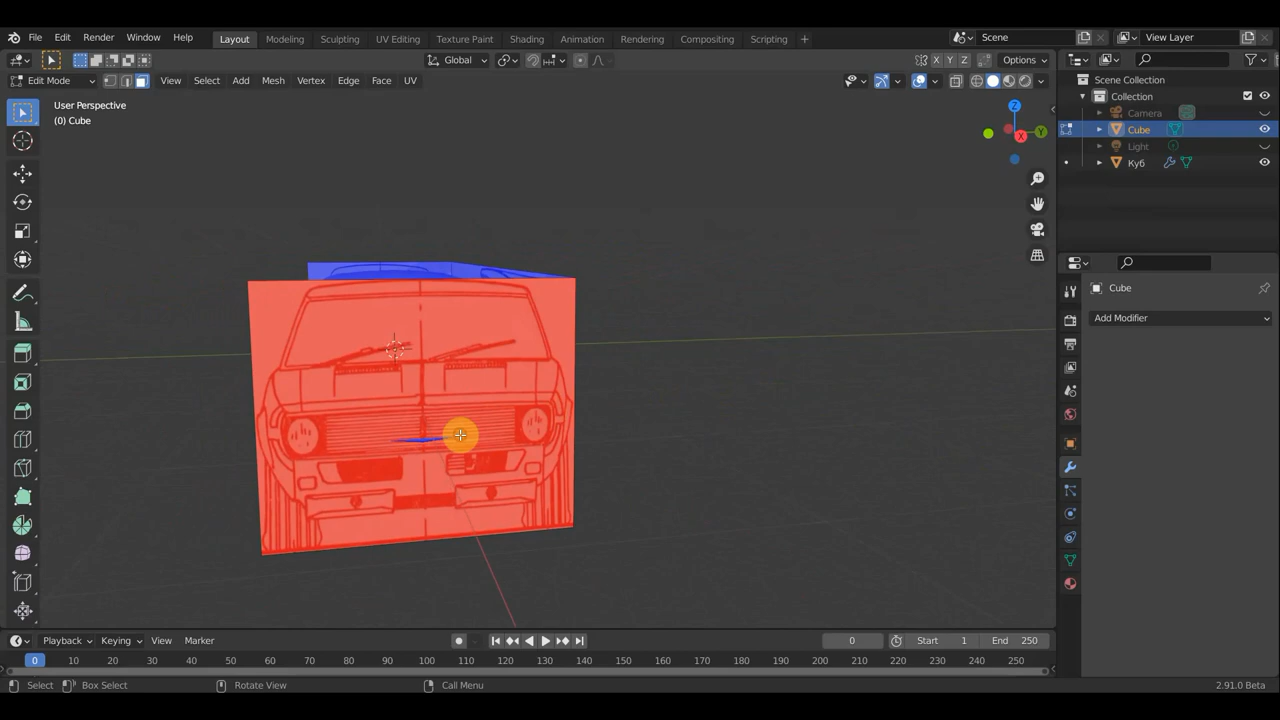 File Edit Render Window Help Layout Modeling Sculpting UV Editing Texture Paint Shading Animation Rendering Compositing Scripting + Scene View Layer
Global X Y Z Options
Edit Mode View Select Add Mesh Vertex Edge Face UV
User Perspective
(0) Cube
Z
X Y
Scene Collection
Collection
Camera
Cube
Light
Куб
Cube
Add Modifier
Playback Keying View Marker 0 Start 1 End 250
0 10 20 30 40 50 60 70 80 90 100 110 120 130 140 150 160 170 180 190 200 210 220 230 240 250
Select Box Select Rotate View Call Menu 2.91.0 Beta